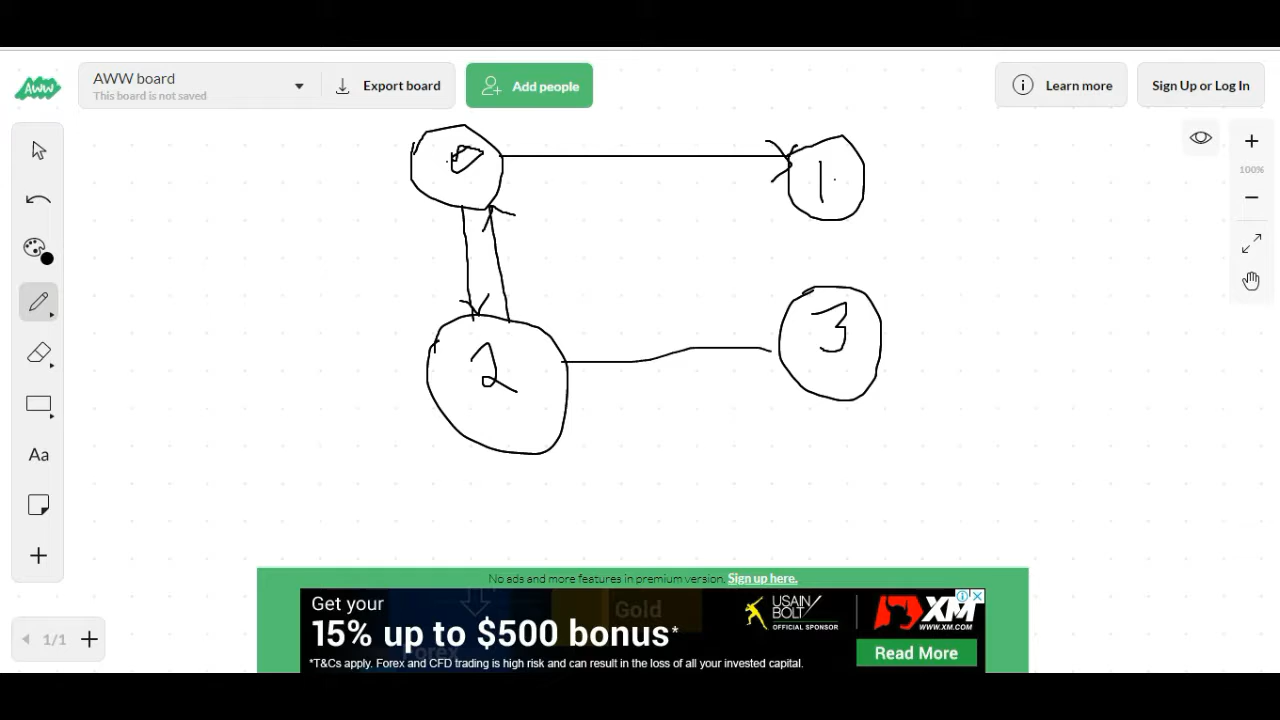 AWW
AWW board
This board is not saved
Export board
Add people
Learn more
Sign Up or Log In
0
1
100%
2
3
Aa
1/1
No ads and more features in premium version. Sign up here.
Get your
15% up to $500 bonus*
*T&Cs apply. Forex and CFD trading is high risk and can result in the loss of all your invested capital.
Forex
Gold
USAIN
BOLT
OFFICIAL SPONSOR
XM
WWW.XM.COM
Read More